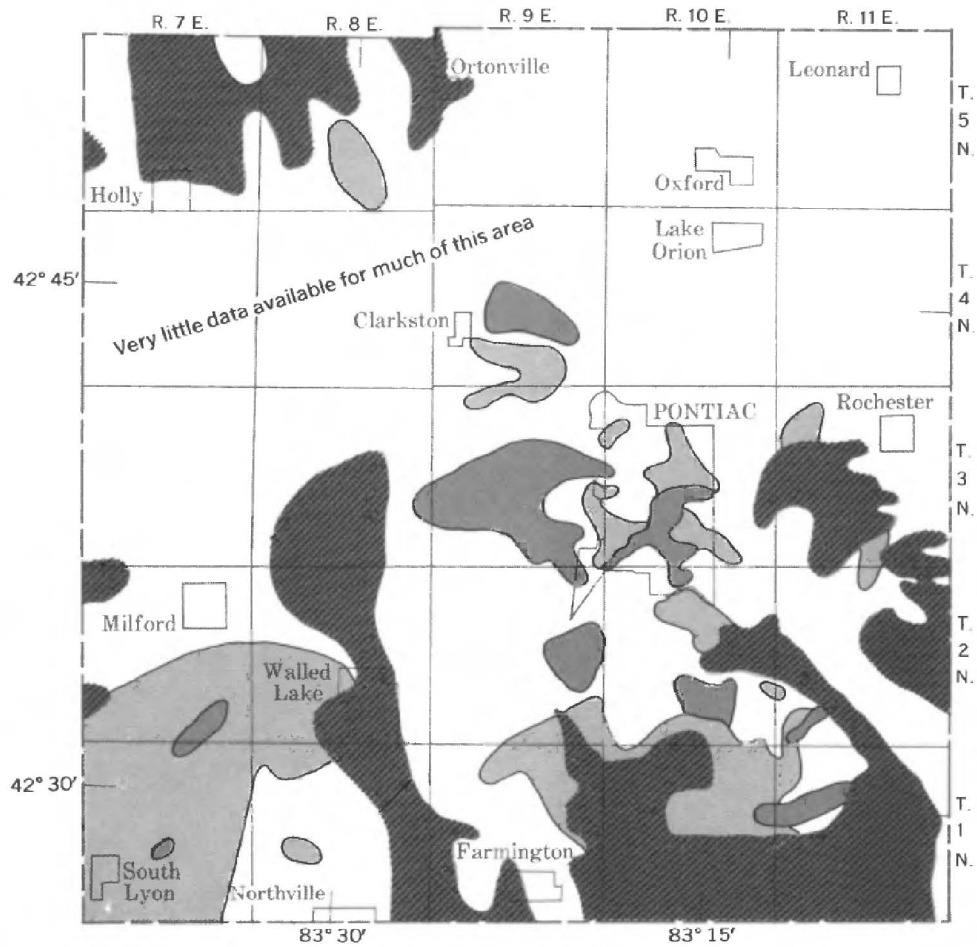 R. 7 E.
R. 8 E.
R. 9 E.
R. 10 E.
R. 11 E.
Ortonville
Leonard
T.
5
N.
Holly
Oxford
Lake
Orion
Very little data available for much of this area
42° 45'
T.
4
N.
Clarkston
PONTIAC
Rochester
T.
3
N.
Milford
T.
2
N.
Walled
Lake
42° 30'
T.
1
N.
Farmington
South
Lyon
Northville
83° 30'
83° 15'